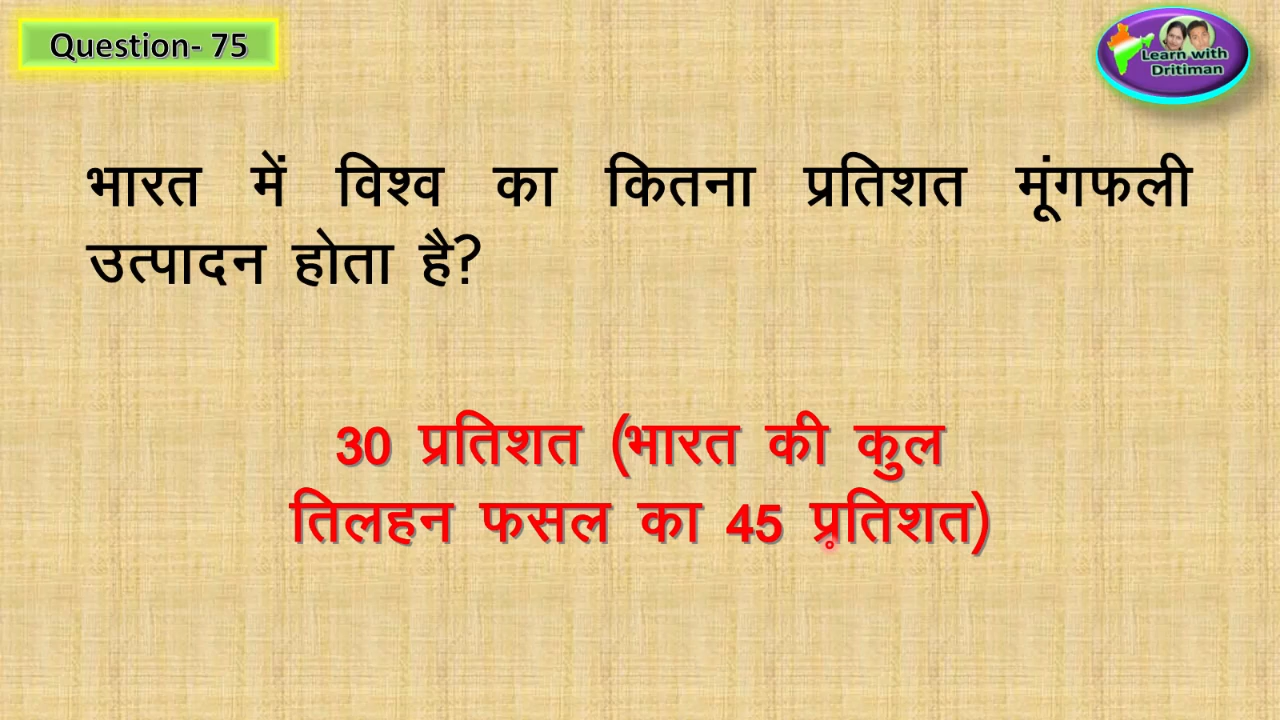 Question- 75
Learn with
Dritiman
भारत में विश्व का कितना प्रतिशत मूंगफली
उत्पादन होता है?
30 प्रतिशत (भारत की कुल
तिलहन फसल का 45 प्रतिशत)